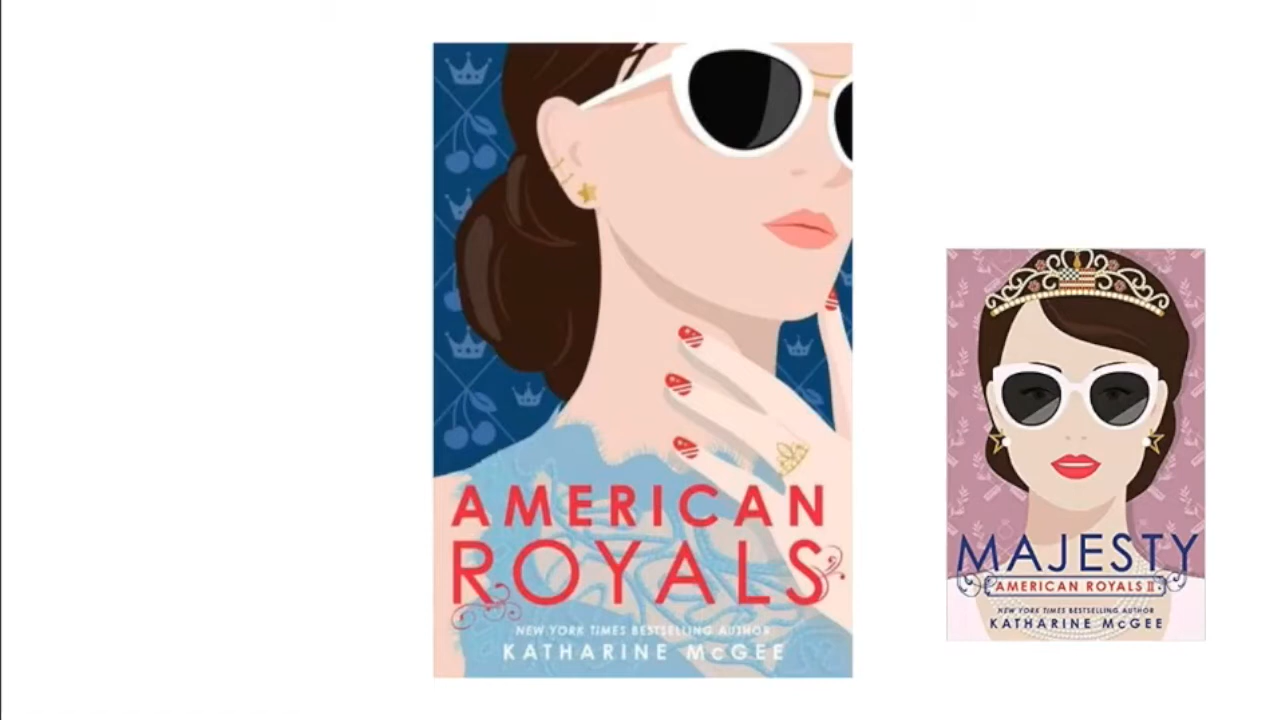 AMERICAN
ROYALS
NEW YORK TIMES BESTSELLING AUTHOR
KATHARINE McGEE
MAJESTY
AMERICAN ROYALS II
NEW YORK TIMES BESTSELLING AUTHOR
KATHARINE McGEE